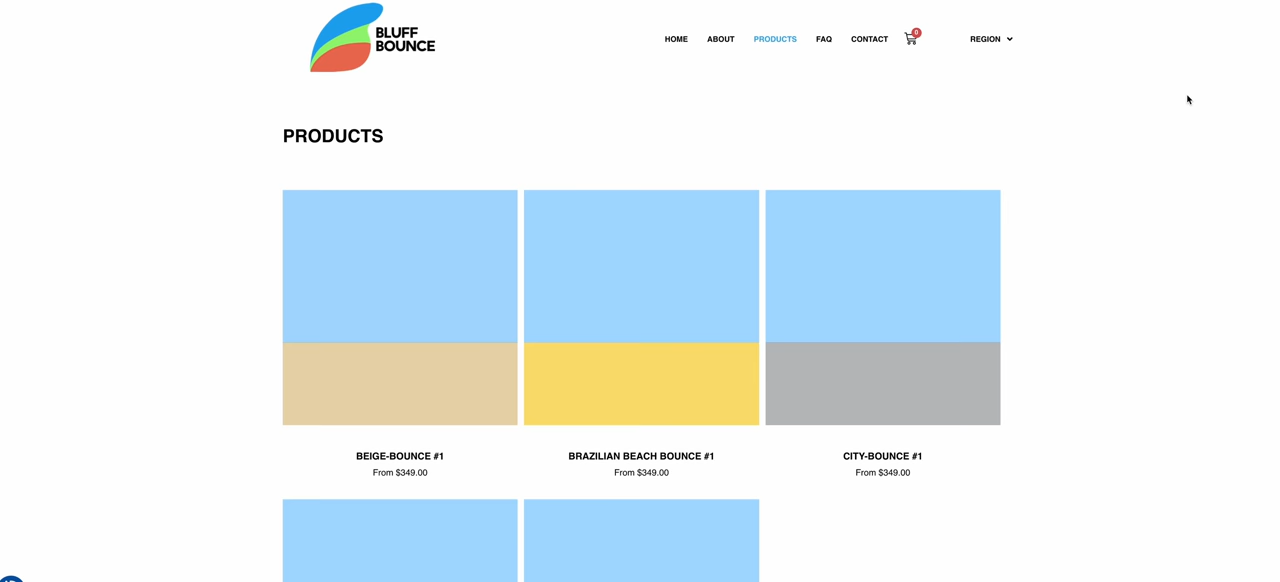 BLUFF
BOUNCE
HOME ABOUT PRODUCTS FAQ CONTACT 0 REGION
PRODUCTS
BEIGE-BOUNCE #1 BRAZILIAN BEACH BOUNCE #1 CITY-BOUNCE #1
From $349.00 From $349.00 From $349.00